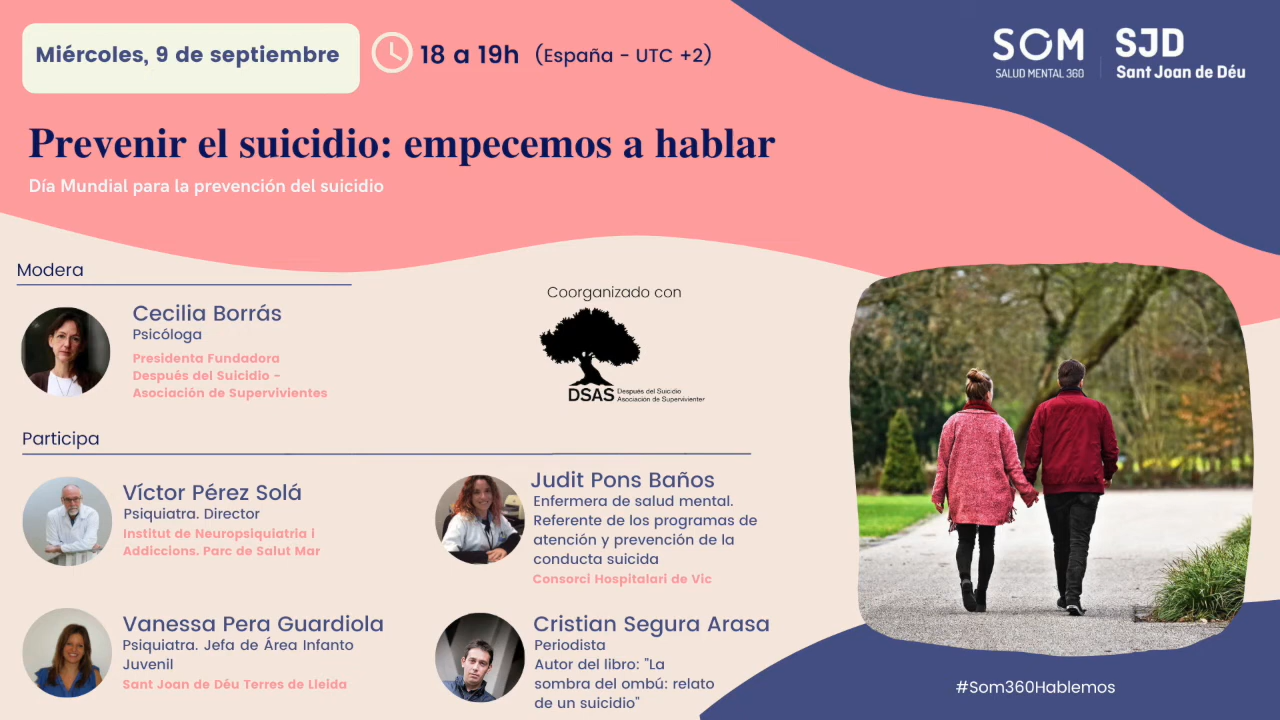 Miércoles, 9 de septiembre
18 a 19h (España - UTC +2)
SOM
SALUD MENTAL 360
SJD
Sant Joan de Déu
Prevenir el suicidio: empecemos a hablar
Día Mundial para la prevención del suicidio
Modera
Cecilia Borrás
Psicóloga
Presidenta Fundadora
Después del Suicidio -
Asociación de Supervivientes
Coorganizado con
DSAS
Después del Suicidio
Asociación de Supervivienter
Participa
Víctor Pérez Solá
Psiquiatra. Director
Institut de Neuropsiquiatria i
Addiccions. Parc de Salut Mar
Judit Pons Baños
Enfermera de salud mental.
Referente de los programas de
atención y prevención de la
conducta suicida
Consorci Hospitalari de Vic
Vanessa Pera Guardiola
Psiquiatra. Jefa de Área Infanto
Juvenil
Sant Joan de Déu Terres de Lleida
Cristian Segura Arasa
Periodista
Autor del libro: "La
sombra del ombú: relato
de un suicidio"
#Som360Hablemos